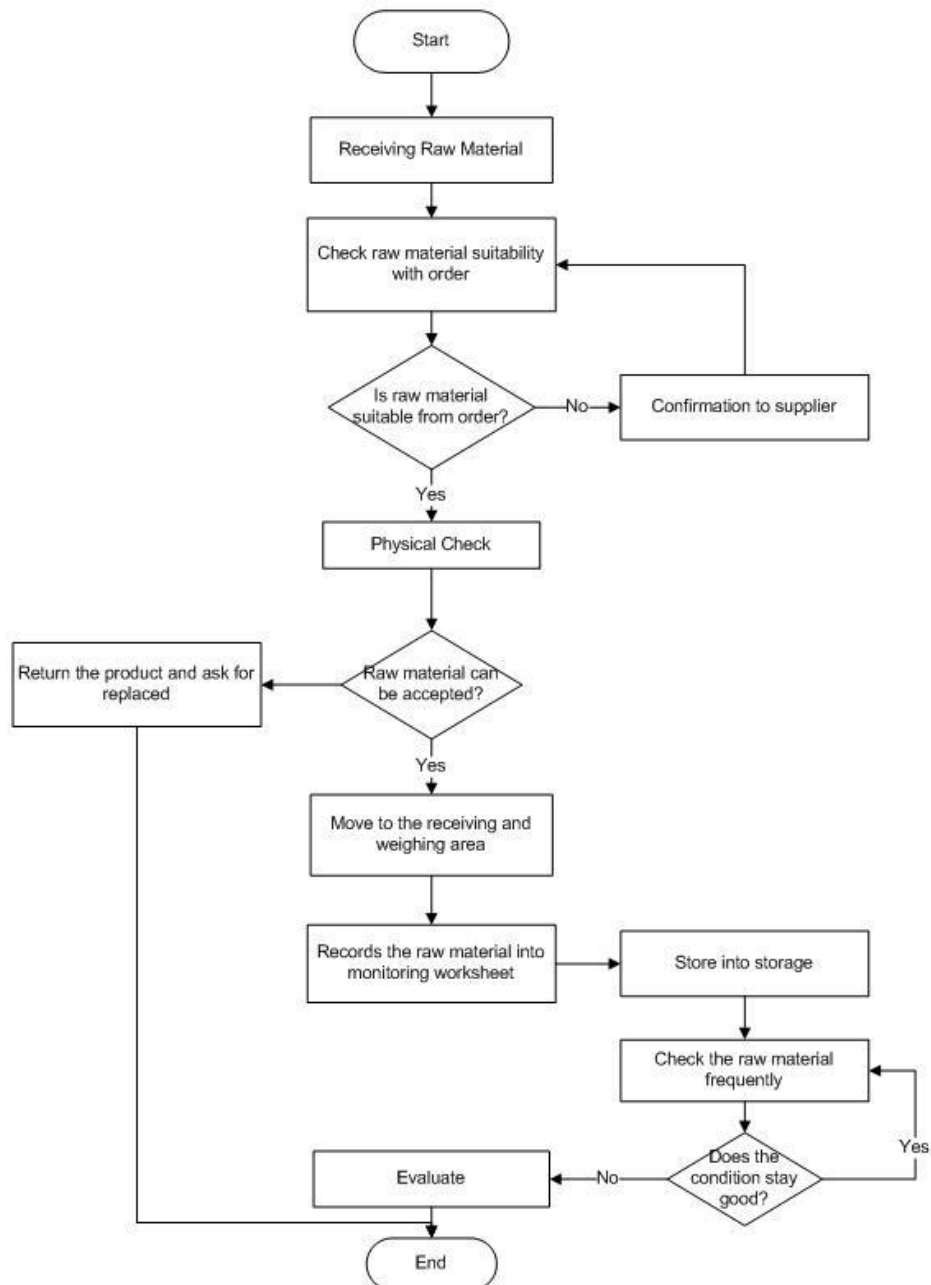 Start
Receiving Raw Material
Check raw material suitability
with order
Is raw material
suitable from order?
No
Confirmation to supplier
Yes
Physical Check
Return the product and ask for
replaced
Raw material can
be accepted?
Yes
Move to the receiving and
weighing area
Records the raw material into
monitoring worksheet
Store into storage
Check the raw material
frequently
Does the
condition stay
good?
Yes
No
Evaluate
End